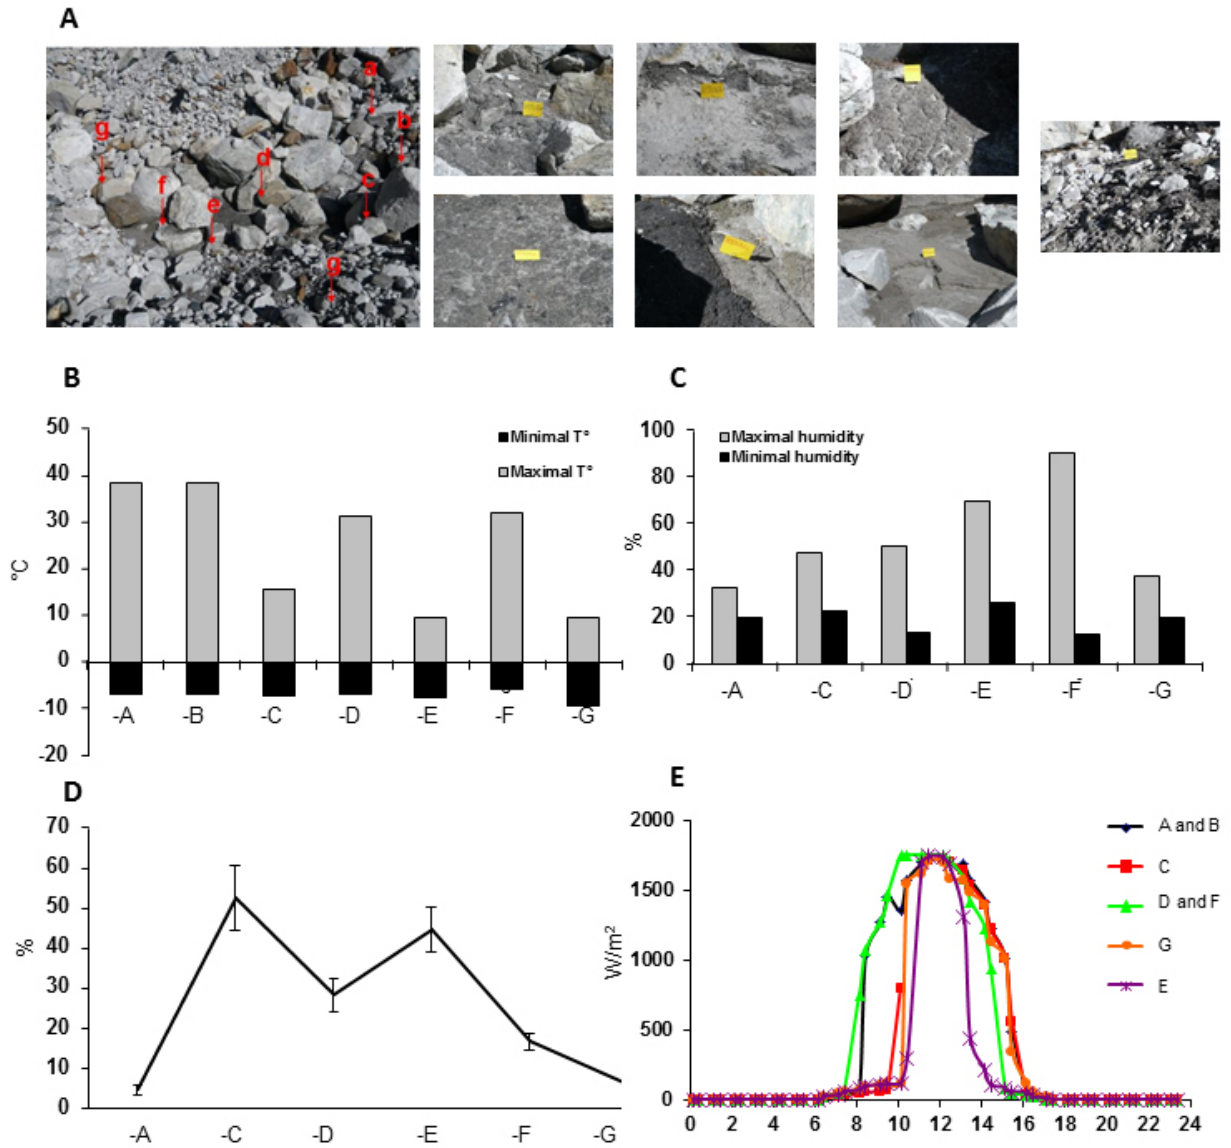 A
a
b
g
d
f
c
e
g
B
50
40
30
20
10
0
-10
-20
°C
Minimal T°
Maximal T°
-A -B -C -D -E -F -G
C
100
80
60
40
20
0
%
Maximal humidity
Minimal humidity
-A -C -D -E -F -G
D
70
60
50
40
30
20
10
0
%
-A -C -D -E -F -G
E
2000
1500
1000
500
0
W/m²
A and B
C
D and F
G
E
0 2 4 6 8 10 12 14 16 18 20 22 24